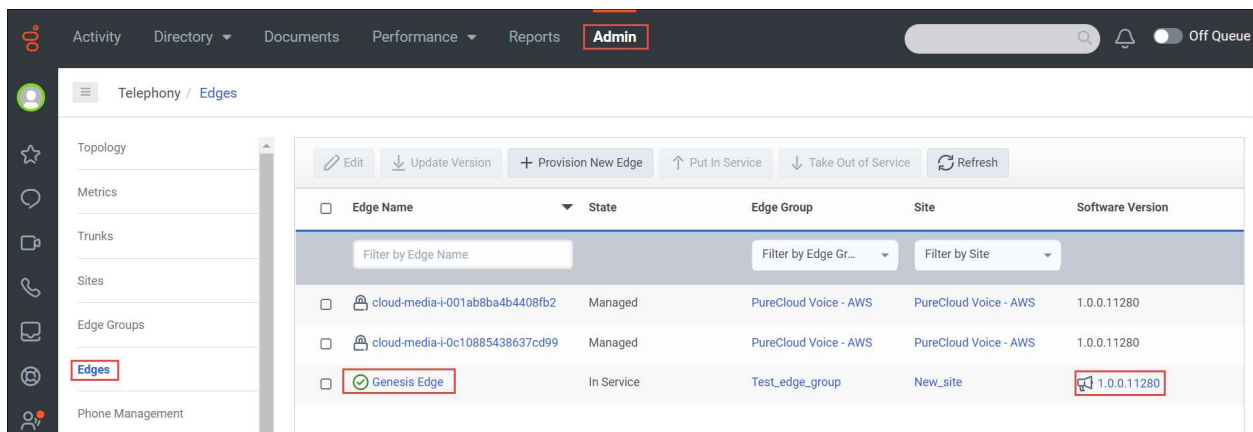 Activity Directory Documents Performance Reports Admin Off Queue
Telephony / Edges
Topology
Metrics
Trunks
Sites
Edge Groups
Edges
Phone Management
Edit Update Version + Provision New Edge Put In Service Take Out of Service Refresh
Edge Name State Edge Group Site Software Version
Filter by Edge Name Filter by Edge Gr... Filter by Site
cloud-media-i-001ab8ba4b4408fb2 Managed PureCloud Voice - AWS PureCloud Voice - AWS 1.0.0.11280
cloud-media-i-0c10885438637cd99 Managed PureCloud Voice - AWS PureCloud Voice - AWS 1.0.0.11280
Genesis Edge In Service Test_edge_group New_site 1.0.0.11280